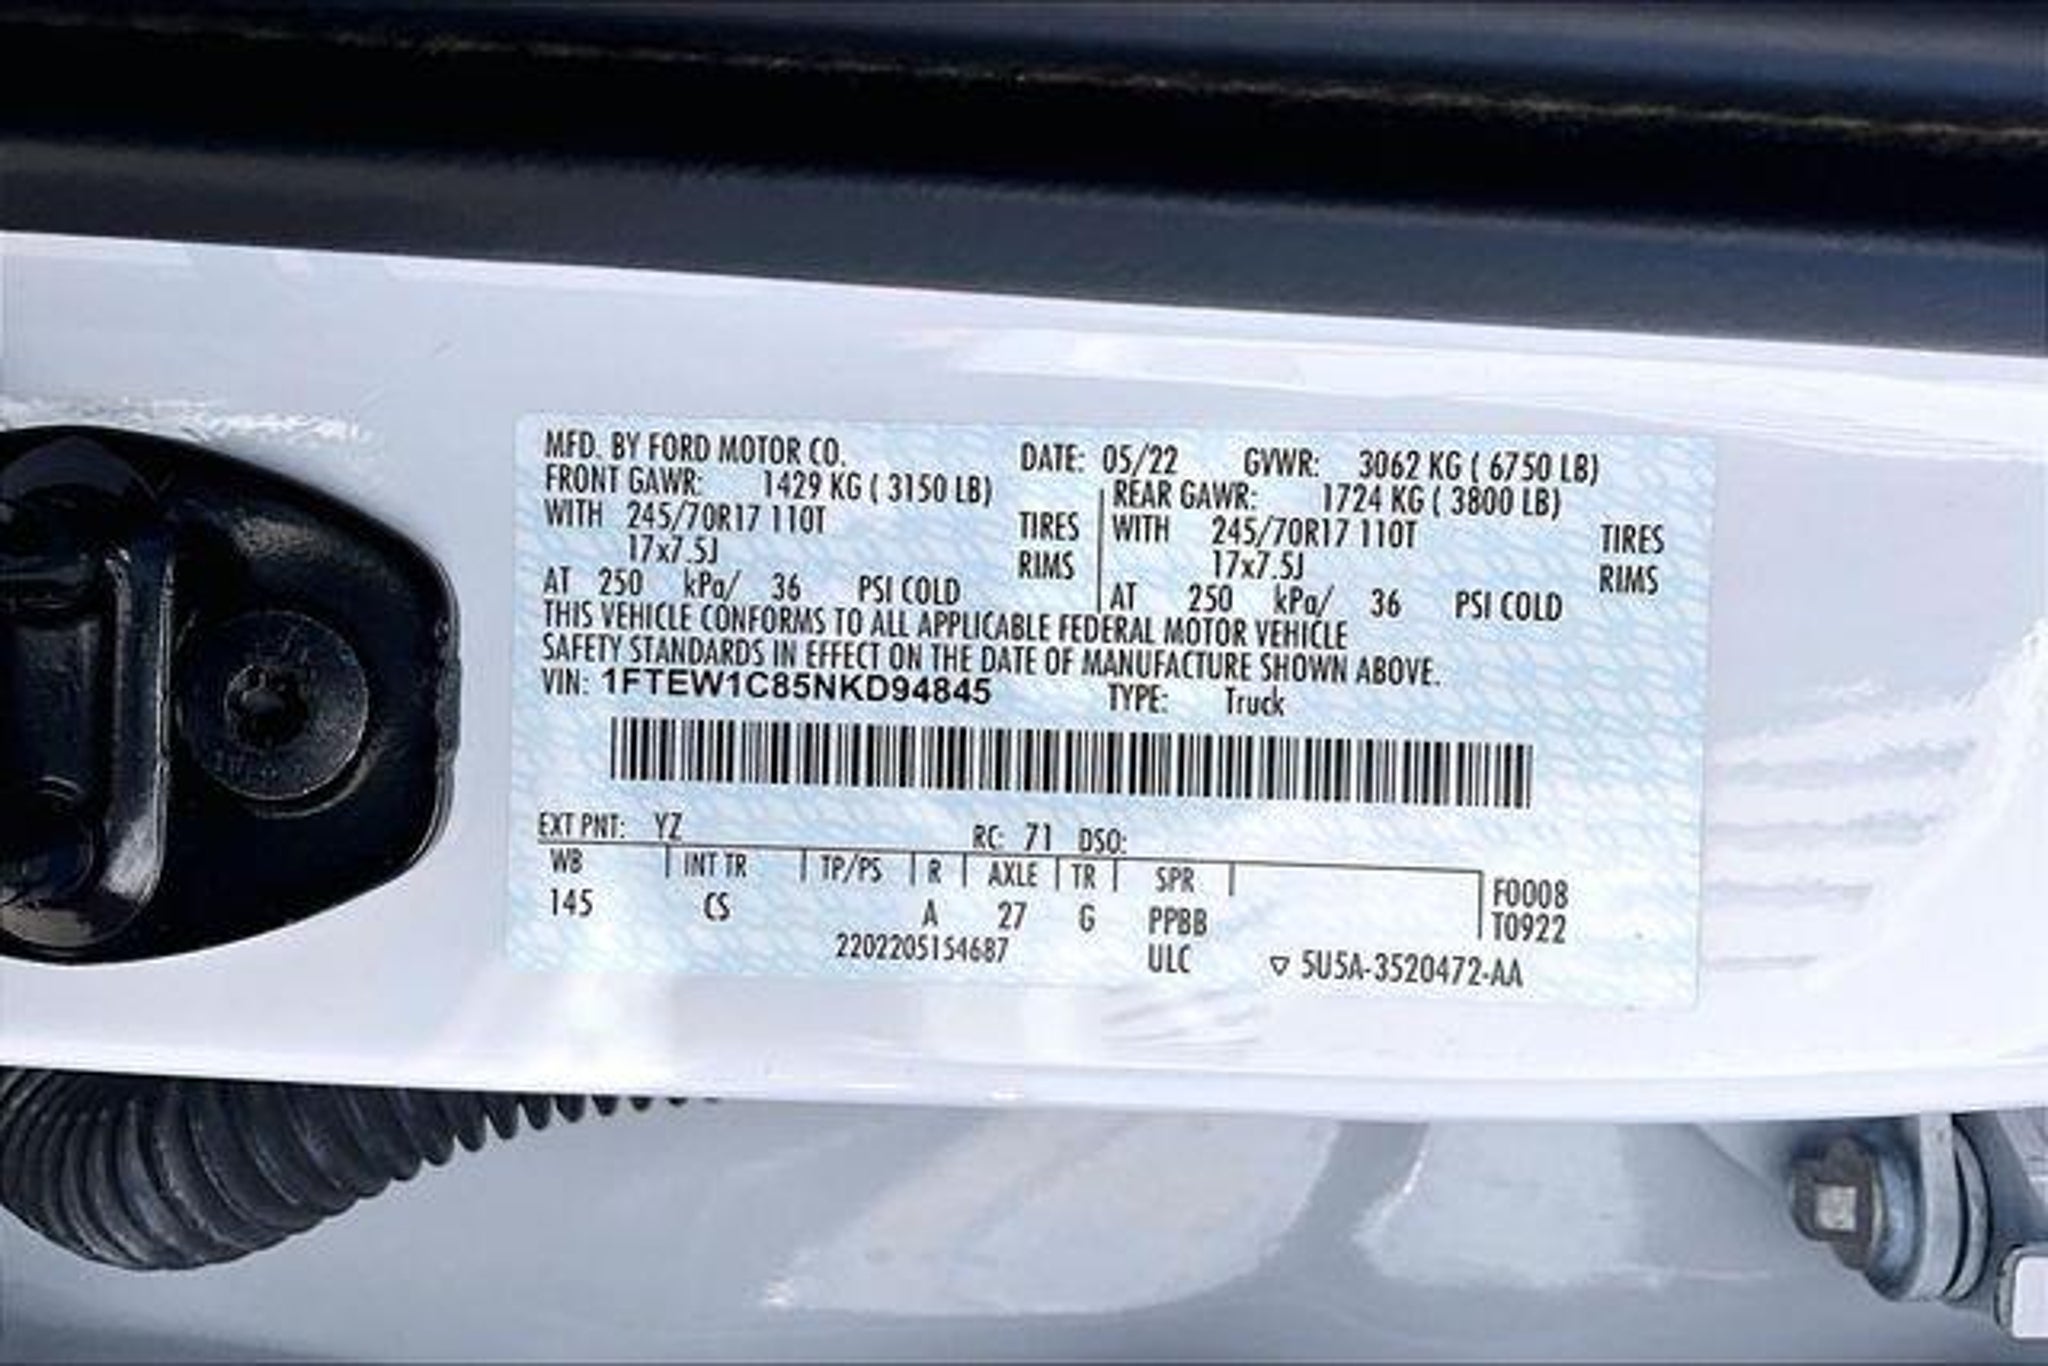 MFD. BY FORD MOTOR CO. DATE: 05/22 GVWR: 3062 KG ( 6750 LB)
FRONT GAWR: 1429 KG ( 3150 LB) REAR GAWR: 1724 KG ( 3800 LB)
WITH 245/70R17 110T TIRES WITH 245/70R17 110T TIRES
17x7.5J RIMS 17x7.5J RIMS
AT 250 kPa/ 36 PSI COLD AT 250 kPa/ 36 PSI COLD
THIS VEHICLE CONFORMS TO ALL APPLICABLE FEDERAL MOTOR VEHICLE
SAFETY STANDARDS IN EFFECT ON THE DATE OF MANUFACTURE SHOWN ABOVE.
VIN: 1FTEW1C85NKD94845 TYPE: Truck
EXT PNT: YZ RC: 71 DSO:
WB INT TR TP/PS R AXLE TR SPR F0008
145 CS A 27 G PPBB T0922
2202205154687 ULC ▽ 5U5A-3520472-AA